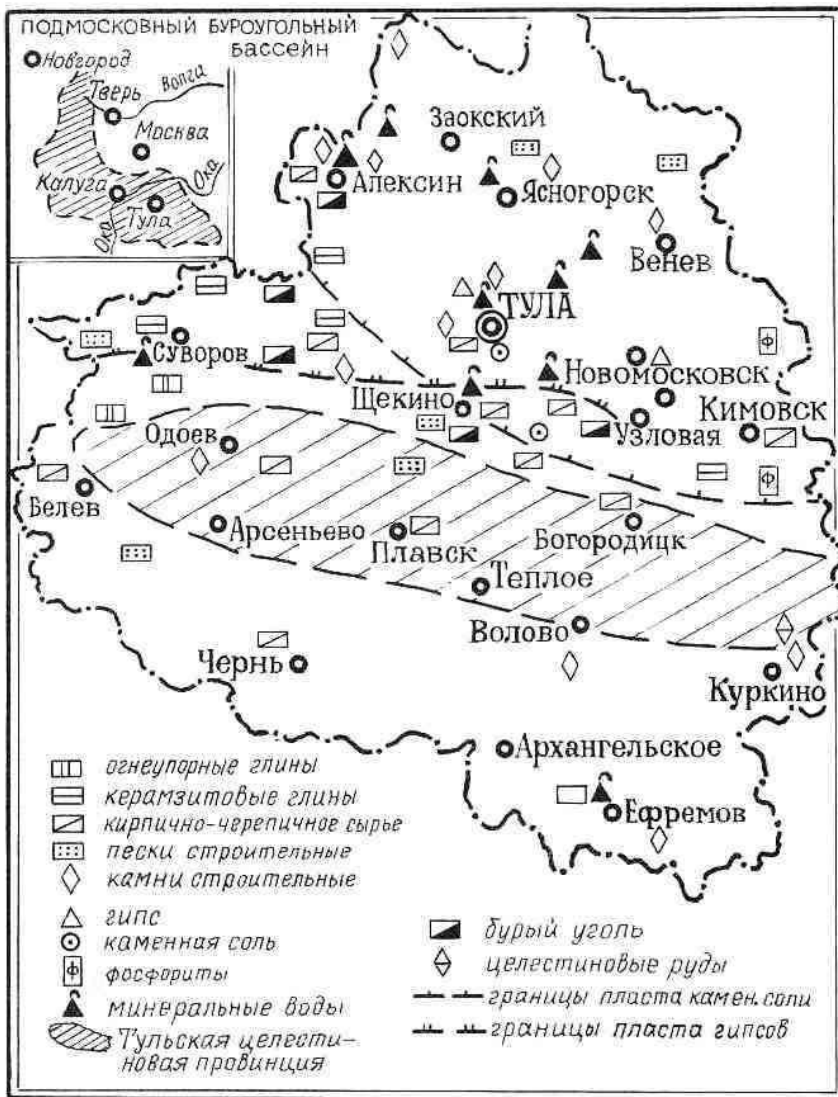 ПОДМОСКОВНЫЙ БУРОУГОЛЬНЫЙ
БАССЕЙН
Новгород
Тверь
Волга
Москва
Калуга
Ока
Тула
Ока
Заокский
Алексин
Ясногорск
Венев
ТУЛА
Суворов
Новомосковск
Щекино
Узловая
Кимовск
Одоев
Белев
Арсеньево
Плавск
Богородицк
Теплое
Волово
Чернь
Куркино
Архангельское
Ефремов
Ф
Ф
огнеупорные глины
керамзитовые глины
кирпично-черепичное сырье
пески строительные
камни строительные
гипс
каменная соль
Ф фосфориты
минеральные воды
Тульская целести-
новая провинция
бурый уголь
целестиновые руды
границы пласта камен. соли
границы пласта гипсов